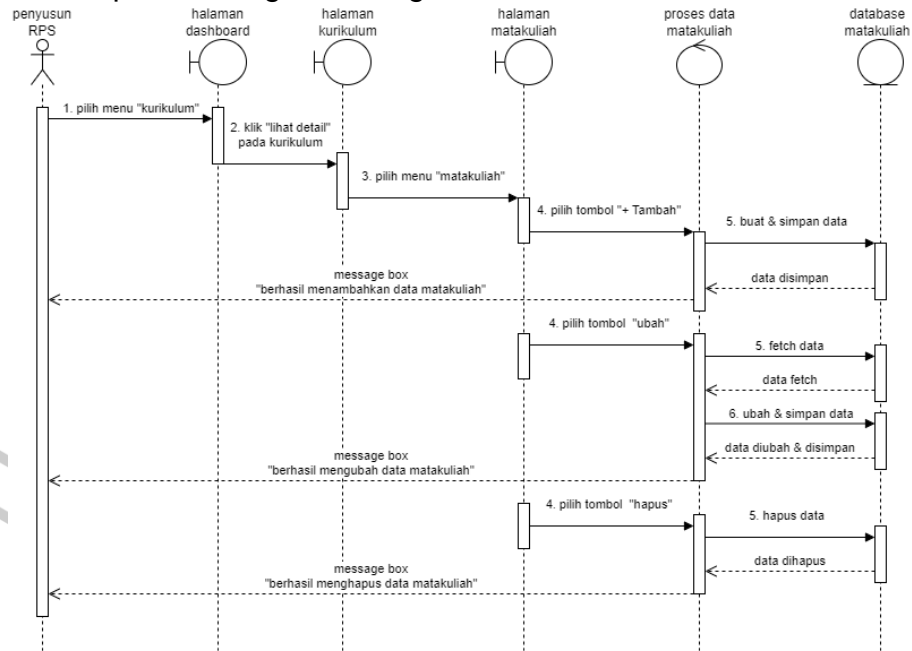 penyusun
RPS
halaman
dashboard
halaman
kurikulum
halaman
matakuliah
proses data
matakuliah
database
matakuliah
1. pilih menu "kurikulum"
2. klik "lihat detail"
pada kurikulum
3. pilih menu "matakuliah"
4. pilih tombol "+ Tambah"
5. buat & simpan data
data disimpan
message box
"berhasil menambahkan data matakuliah"
4. pilih tombol "ubah"
5. fetch data
data fetch
6. ubah & simpan data
data diubah & disimpan
message box
"berhasil mengubah data matakuliah"
4. pilih tombol "hapus"
5. hapus data
data dihapus
message box
"berhasil menghapus data matakuliah"